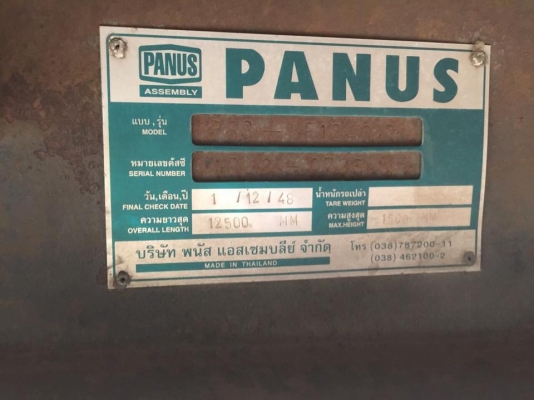 PANUS
ASSEMBLY
PANUS
แบบ,รุ่น
MODEL
หมายเลขคัสซี
SERIAL NUMBER
วัน,เดือน,ปี 1 / 12 / 48 น้ำหนักรถเปล่า
FINAL CHECK DATE TARE WEIGHT
ความยาวสุด 12500 MM ความสูงสุด
OVERALL LENGTH MAX.HEIGHT
บริษัท พนัส แอสเซมบลีย์ จำกัด โทร (038)787200-11
MADE IN THAILAND (038) 462100-2